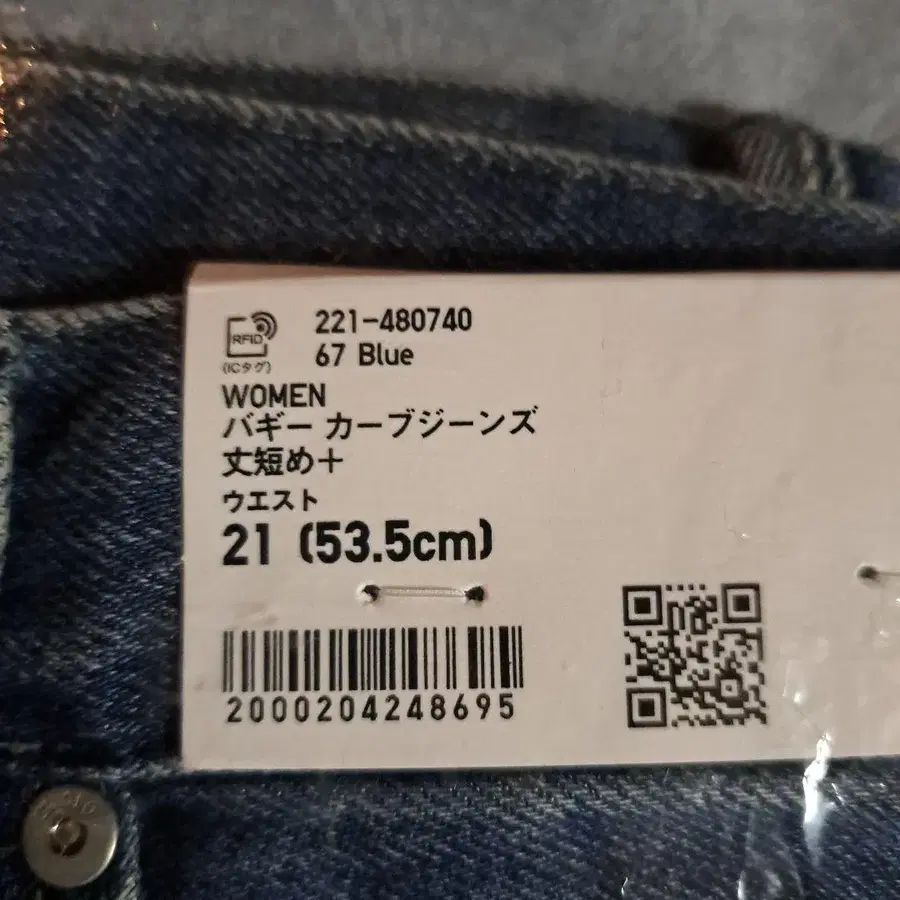 RFID
(ICタグ)
221-480740
67 Blue
WOMEN
バギー カーブジーンズ
丈短め+
ウエスト
21 (53.5cm)
2000204248695